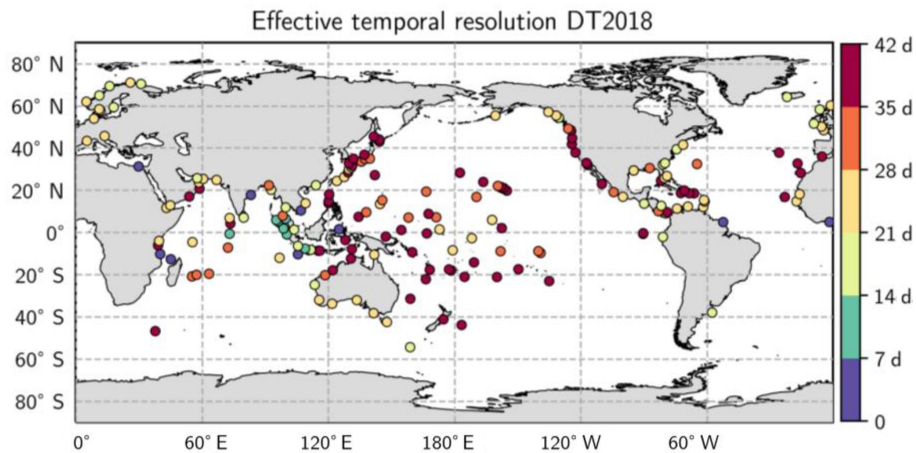 Effective temporal resolution DT2018
80° N
60° N
40° N
20° N
0°
20° S
40° S
60° S
80° S
0°
60° E
120° E
180° E
120° W
60° W
42 d
35 d
28 d
21 d
14 d
7 d
0